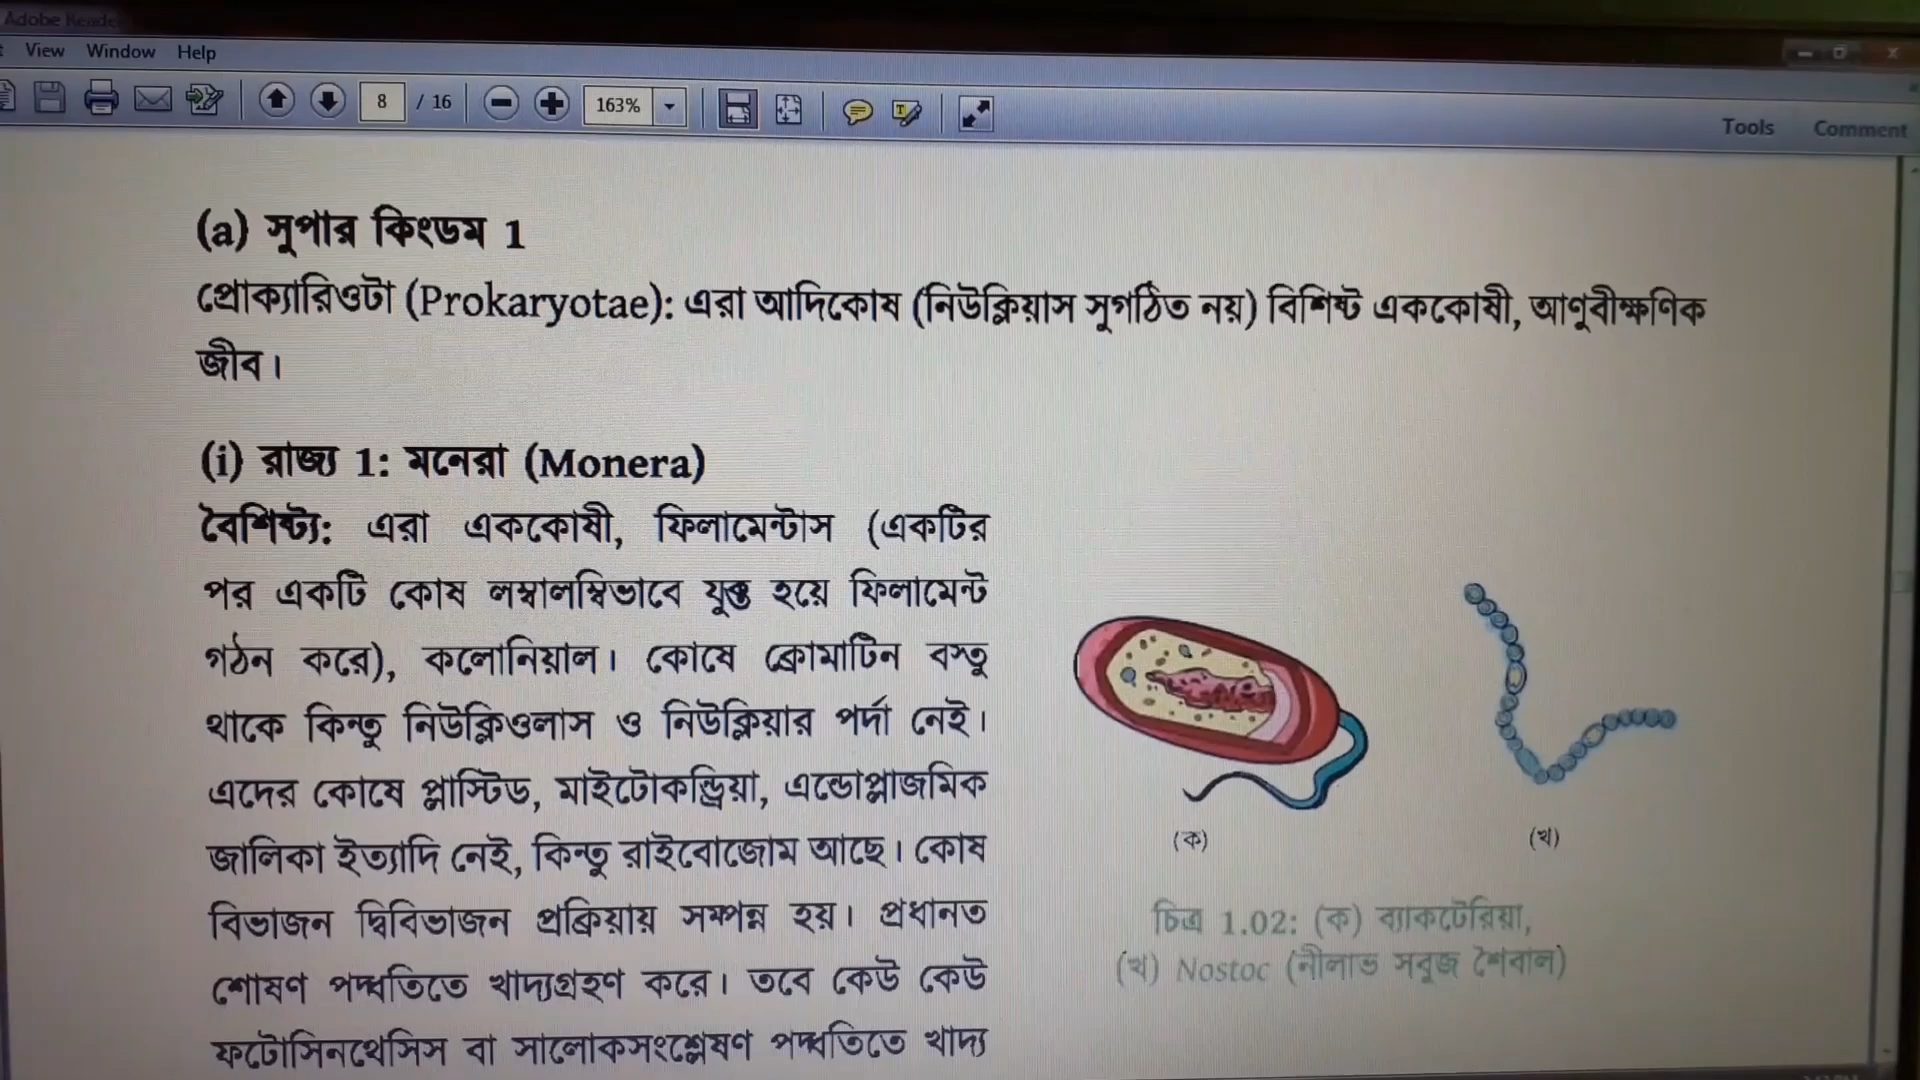 Adobe Reade
View Window Help
8 / 16 163%
Tools Comment
(a) সুপার কিংডম 1
প্রোক্যারিওটা (Prokaryotae): এরা আদিকোষ (নিউক্লিয়াস সুগঠিত নয়) বিশিষ্ট এককোষী, আণুবীক্ষণিক
জীব।
(i) রাজ্য 1: মনেরা (Monera)
বৈশিষ্ট্য: এরা এককোষী, ফিলামেন্টাস (একটির
পর একটি কোষ লম্বালম্বিভাবে যুক্ত হয়ে ফিলামেন্ট
গঠন করে), কলোনিয়াল। কোষে ক্রোমাটিন বস্তু
থাকে কিন্তু নিউক্লিওলাস ও নিউক্লিয়ার পর্দা নেই।
এদের কোষে প্লাস্টিড, মাইটোকন্ড্রিয়া, এন্ডোপ্লাজমিক
জালিকা ইত্যাদি নেই, কিন্তু রাইবোজোম আছে। কোষ
বিভাজন দ্বিবিভাজন প্রক্রিয়ায় সম্পন্ন হয়। প্রধানত
শোষণ পদ্ধতিতে খাদ্যগ্রহণ করে। তবে কেউ কেউ
ফটোসিনথেসিস বা সালোকসংশ্লেষণ পদ্ধতিতে খাদ্য
(ক) (খ)
চিত্র 1.02: (ক) ব্যাকটেরিয়া,
(খ) Nostoc (নীলাভ সবুজ শৈবাল)